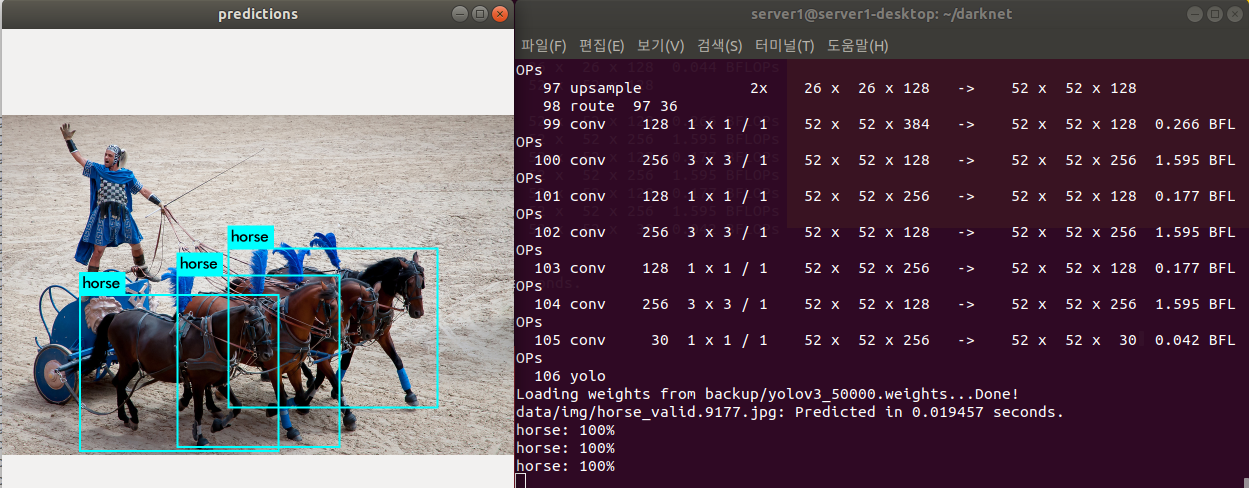 predictions
horse
horse
horse
server1@server1-desktop: ~/darknet
파일(F) 편집(E) 보기(V) 검색(S) 터미널(T) 도움말(H)
OPs
97 upsample 2x 26 x 26 x 128 -> 52 x 52 x 128
98 route 97 36
99 conv 128 1 x 1 / 1 52 x 52 x 384 -> 52 x 52 x 128 0.266 BFL
OPs
100 conv 256 3 x 3 / 1 52 x 52 x 128 -> 52 x 52 x 256 1.595 BFL
OPs
101 conv 128 1 x 1 / 1 52 x 52 x 256 -> 52 x 52 x 128 0.177 BFL
OPs
102 conv 256 3 x 3 / 1 52 x 52 x 128 -> 52 x 52 x 256 1.595 BFL
OPs
103 conv 128 1 x 1 / 1 52 x 52 x 256 -> 52 x 52 x 128 0.177 BFL
OPs
104 conv 256 3 x 3 / 1 52 x 52 x 128 -> 52 x 52 x 256 1.595 BFL
OPs
105 conv 30 1 x 1 / 1 52 x 52 x 256 -> 52 x 52 x 30 0.042 BFL
OPs
106 yolo
Loading weights from backup/yolov3_50000.weights...Done!
data/img/horse_valid.9177.jpg: Predicted in 0.019457 seconds.
horse: 100%
horse: 100%
horse: 100%